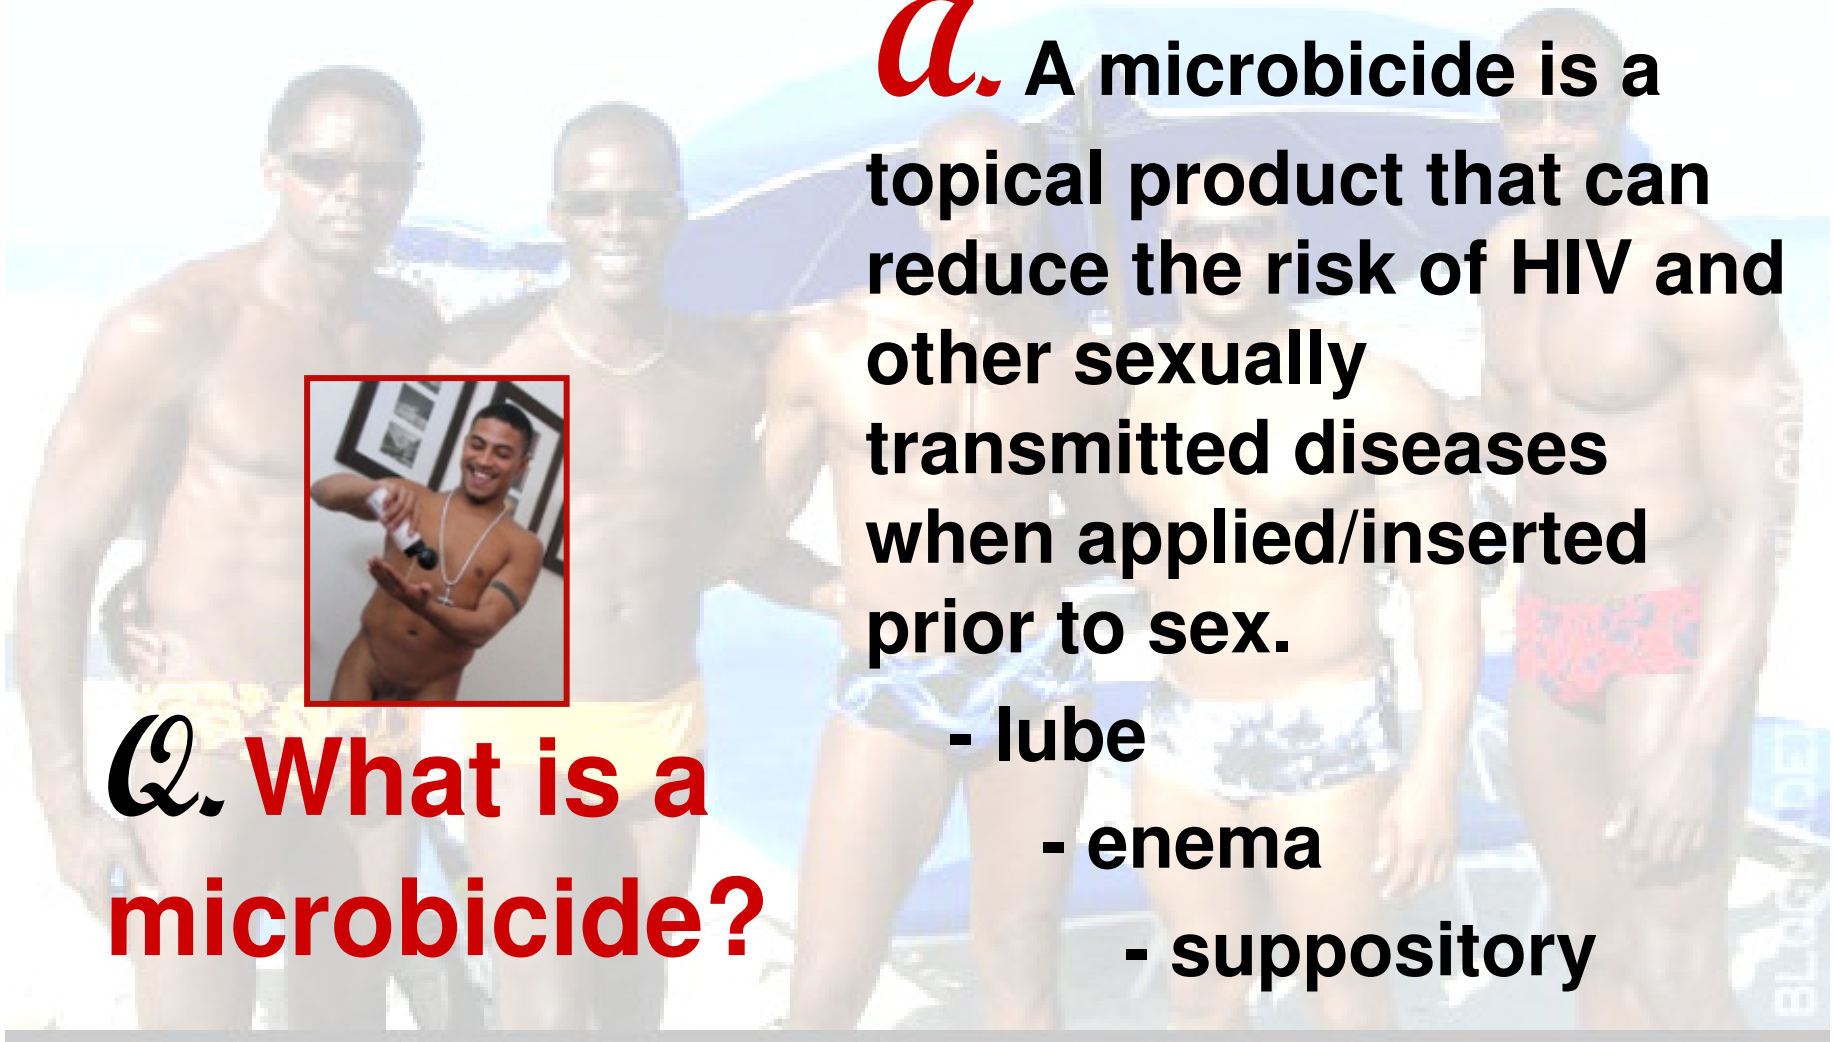 Q. What is a
microbicide?
a. A microbicide is a
topical product that can
reduce the risk of HIV and
other sexually
transmitted diseases
when applied/inserted
prior to sex.
- lube
- enema
- suppository